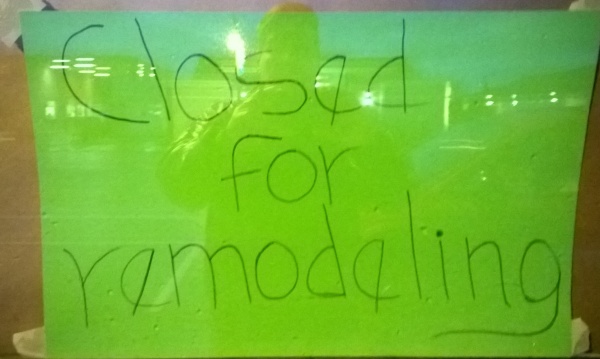 Closed
for
remodeling